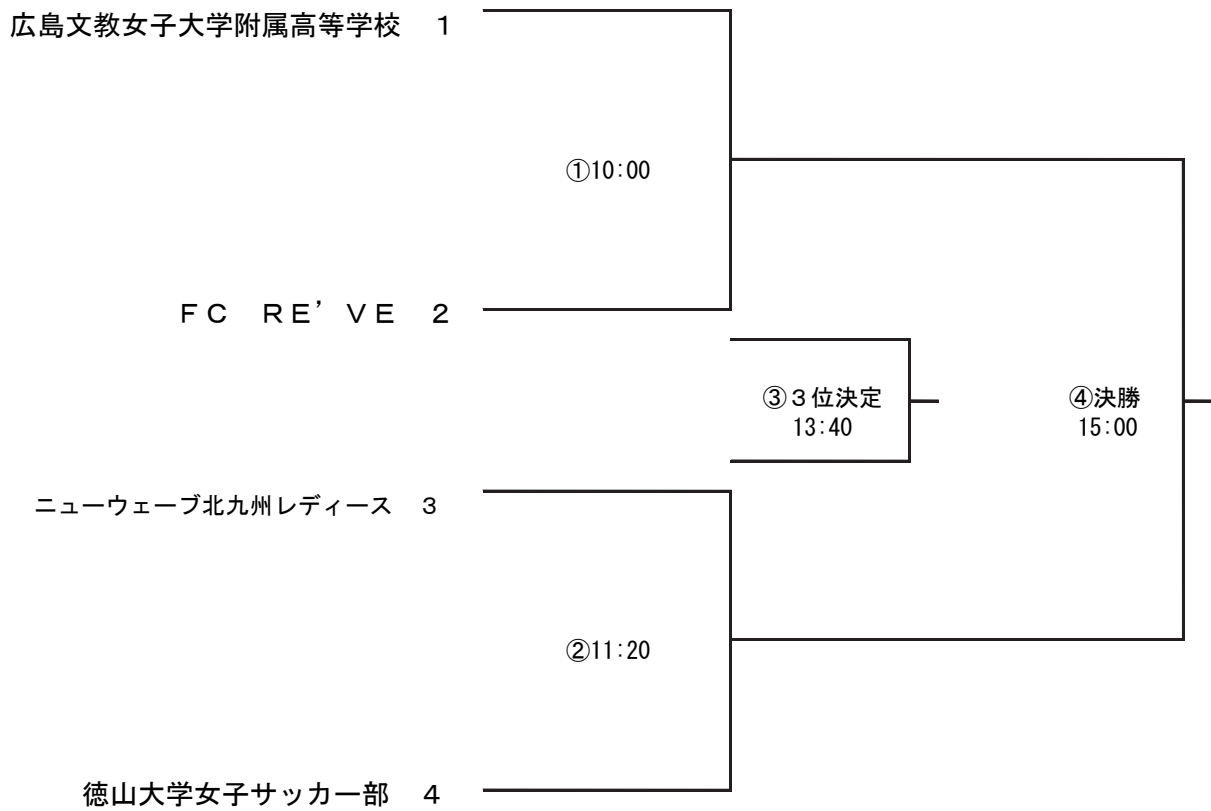 広島文教女子大学附属高等学校　1
①10:00
ＦＣ　ＲＥ’ＶＥ　2
③３位決定
13:40
④決勝
15:00
ニューウェーブ北九州レディース　3
②11:20
徳山大学女子サッカー部　4